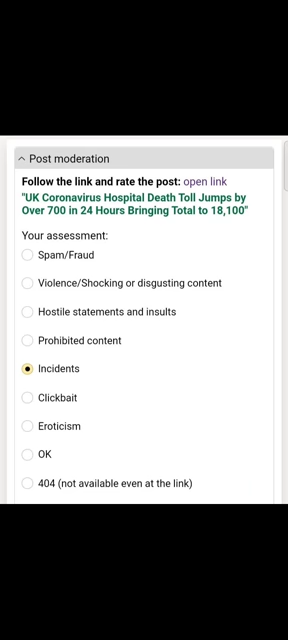 Post moderation
Follow the link and rate the post: open link
"UK Coronavirus Hospital Death Toll Jumps by
Over 700 in 24 Hours Bringing Total to 18,100"
Your assessment:
Spam/Fraud
Violence/Shocking or disgusting content
Hostile statements and insults
Prohibited content
Incidents
Clickbait
Eroticism
OK
404 (not available even at the link)